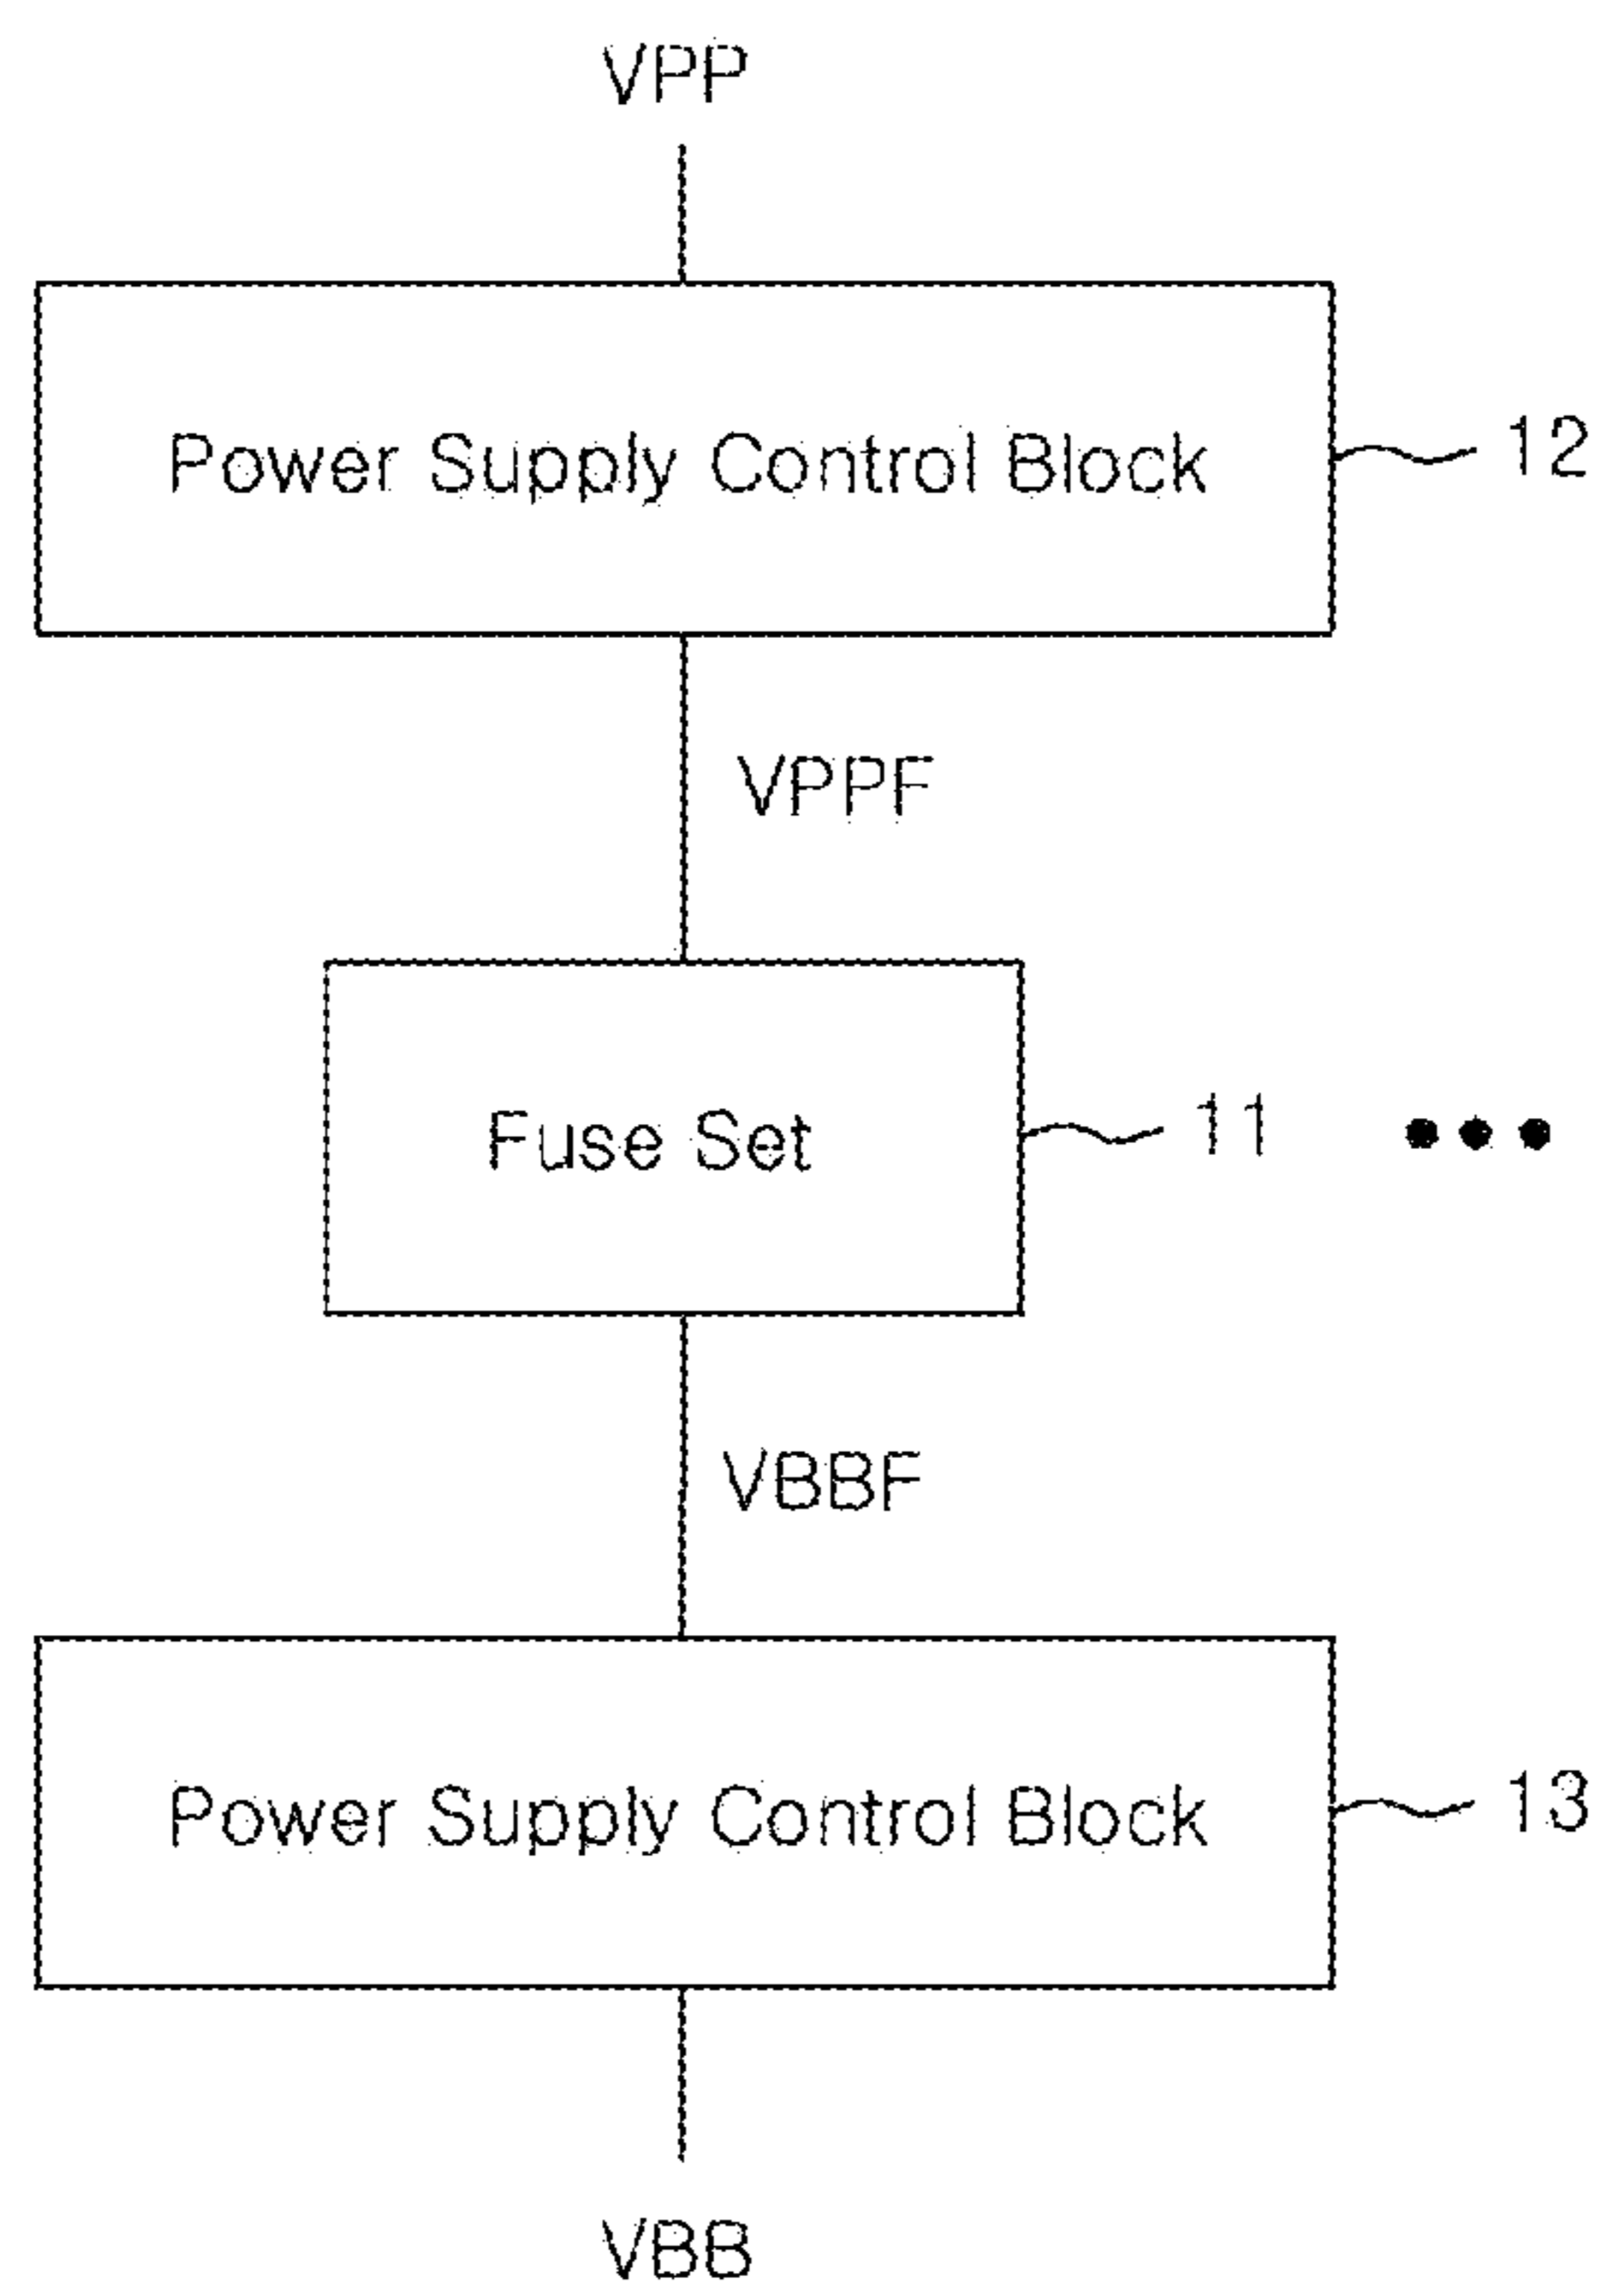 VPP
Power Supply Control Block 12
VPPF
Fuse Set 11 •••
VBBF
Power Supply Control Block 13
VBB